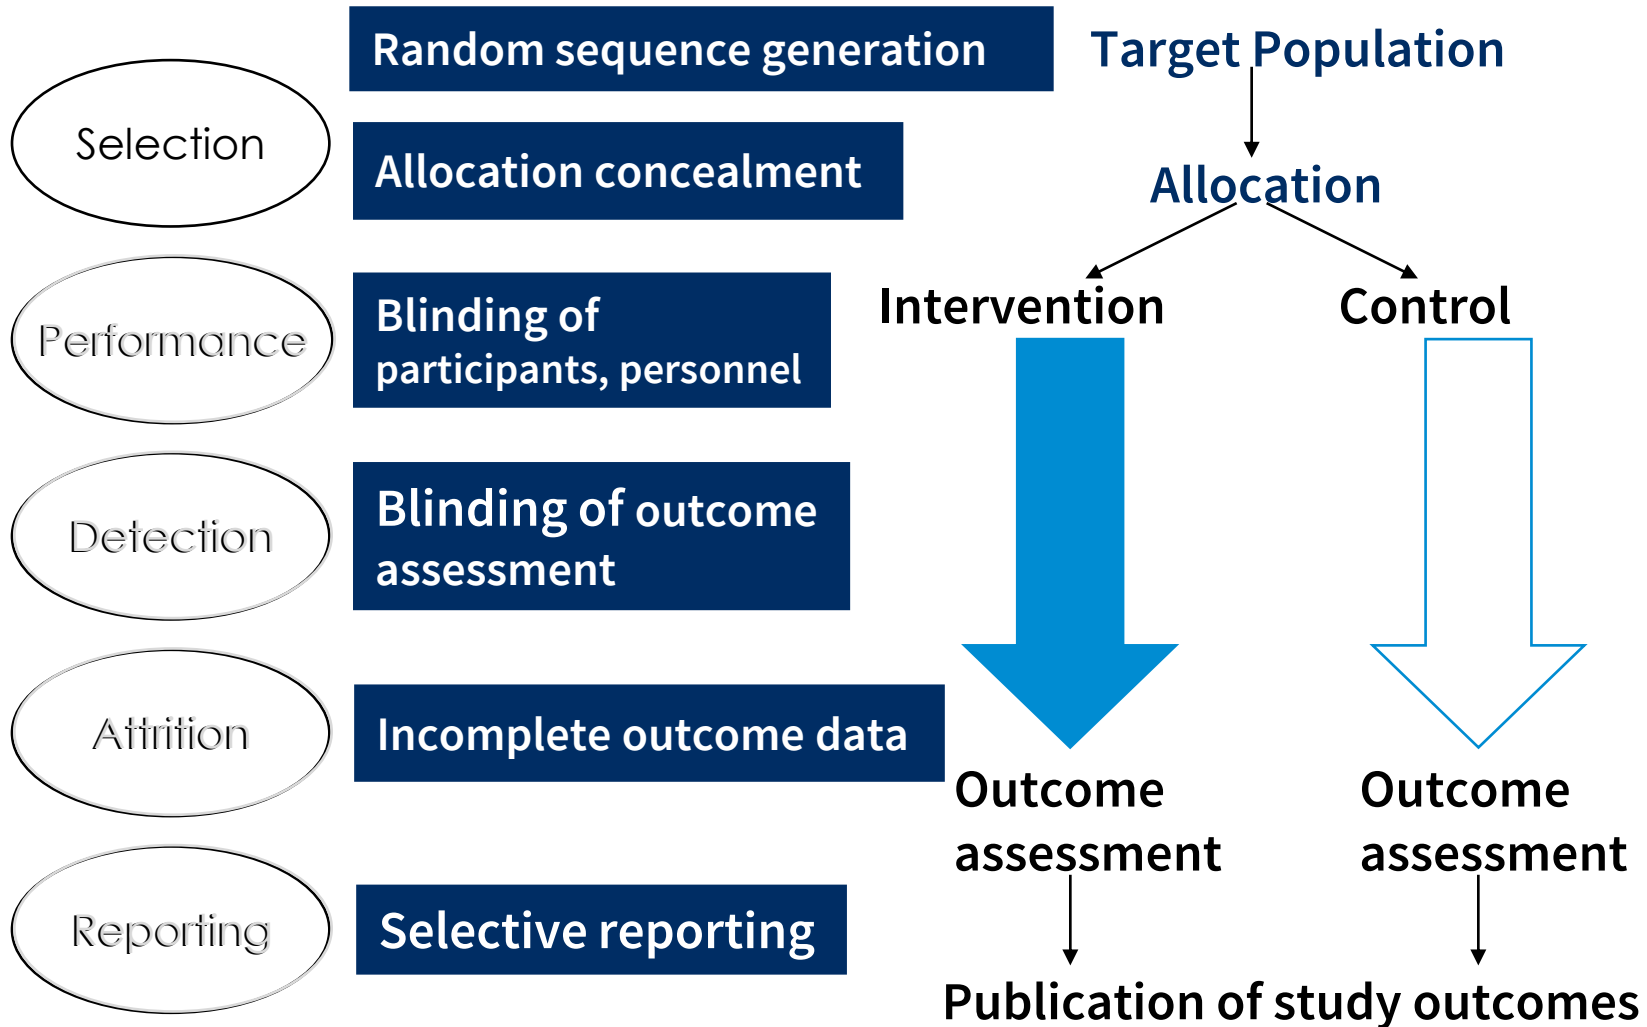 Random sequence generation
Target Population
Selection
Allocation concealment
Allocation
Performance
Blinding of
participants, personnel
Intervention
Control
Detection
Blinding of outcome
assessment
Attrition
Incomplete outcome data
Outcome
assessment
Outcome
assessment
Reporting
Selective reporting
Publication of study outcomes